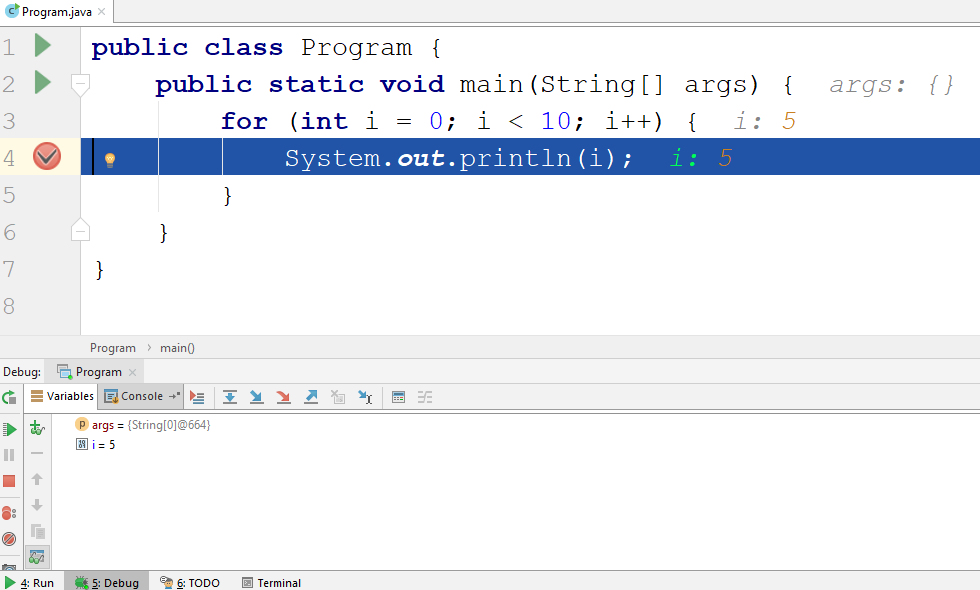 Program.java
1 public class Program {
2 public static void main(String[] args) { args: {}
3 for (int i = 0; i < 10; i++) { i: 5
4 System.out.println(i); i: 5
5 }
6 }
7 }
8
Program › main()
Debug: Program
Variables Console
args = {String[0]@664}
i = 5
4: Run 5: Debug 6: TODO Terminal